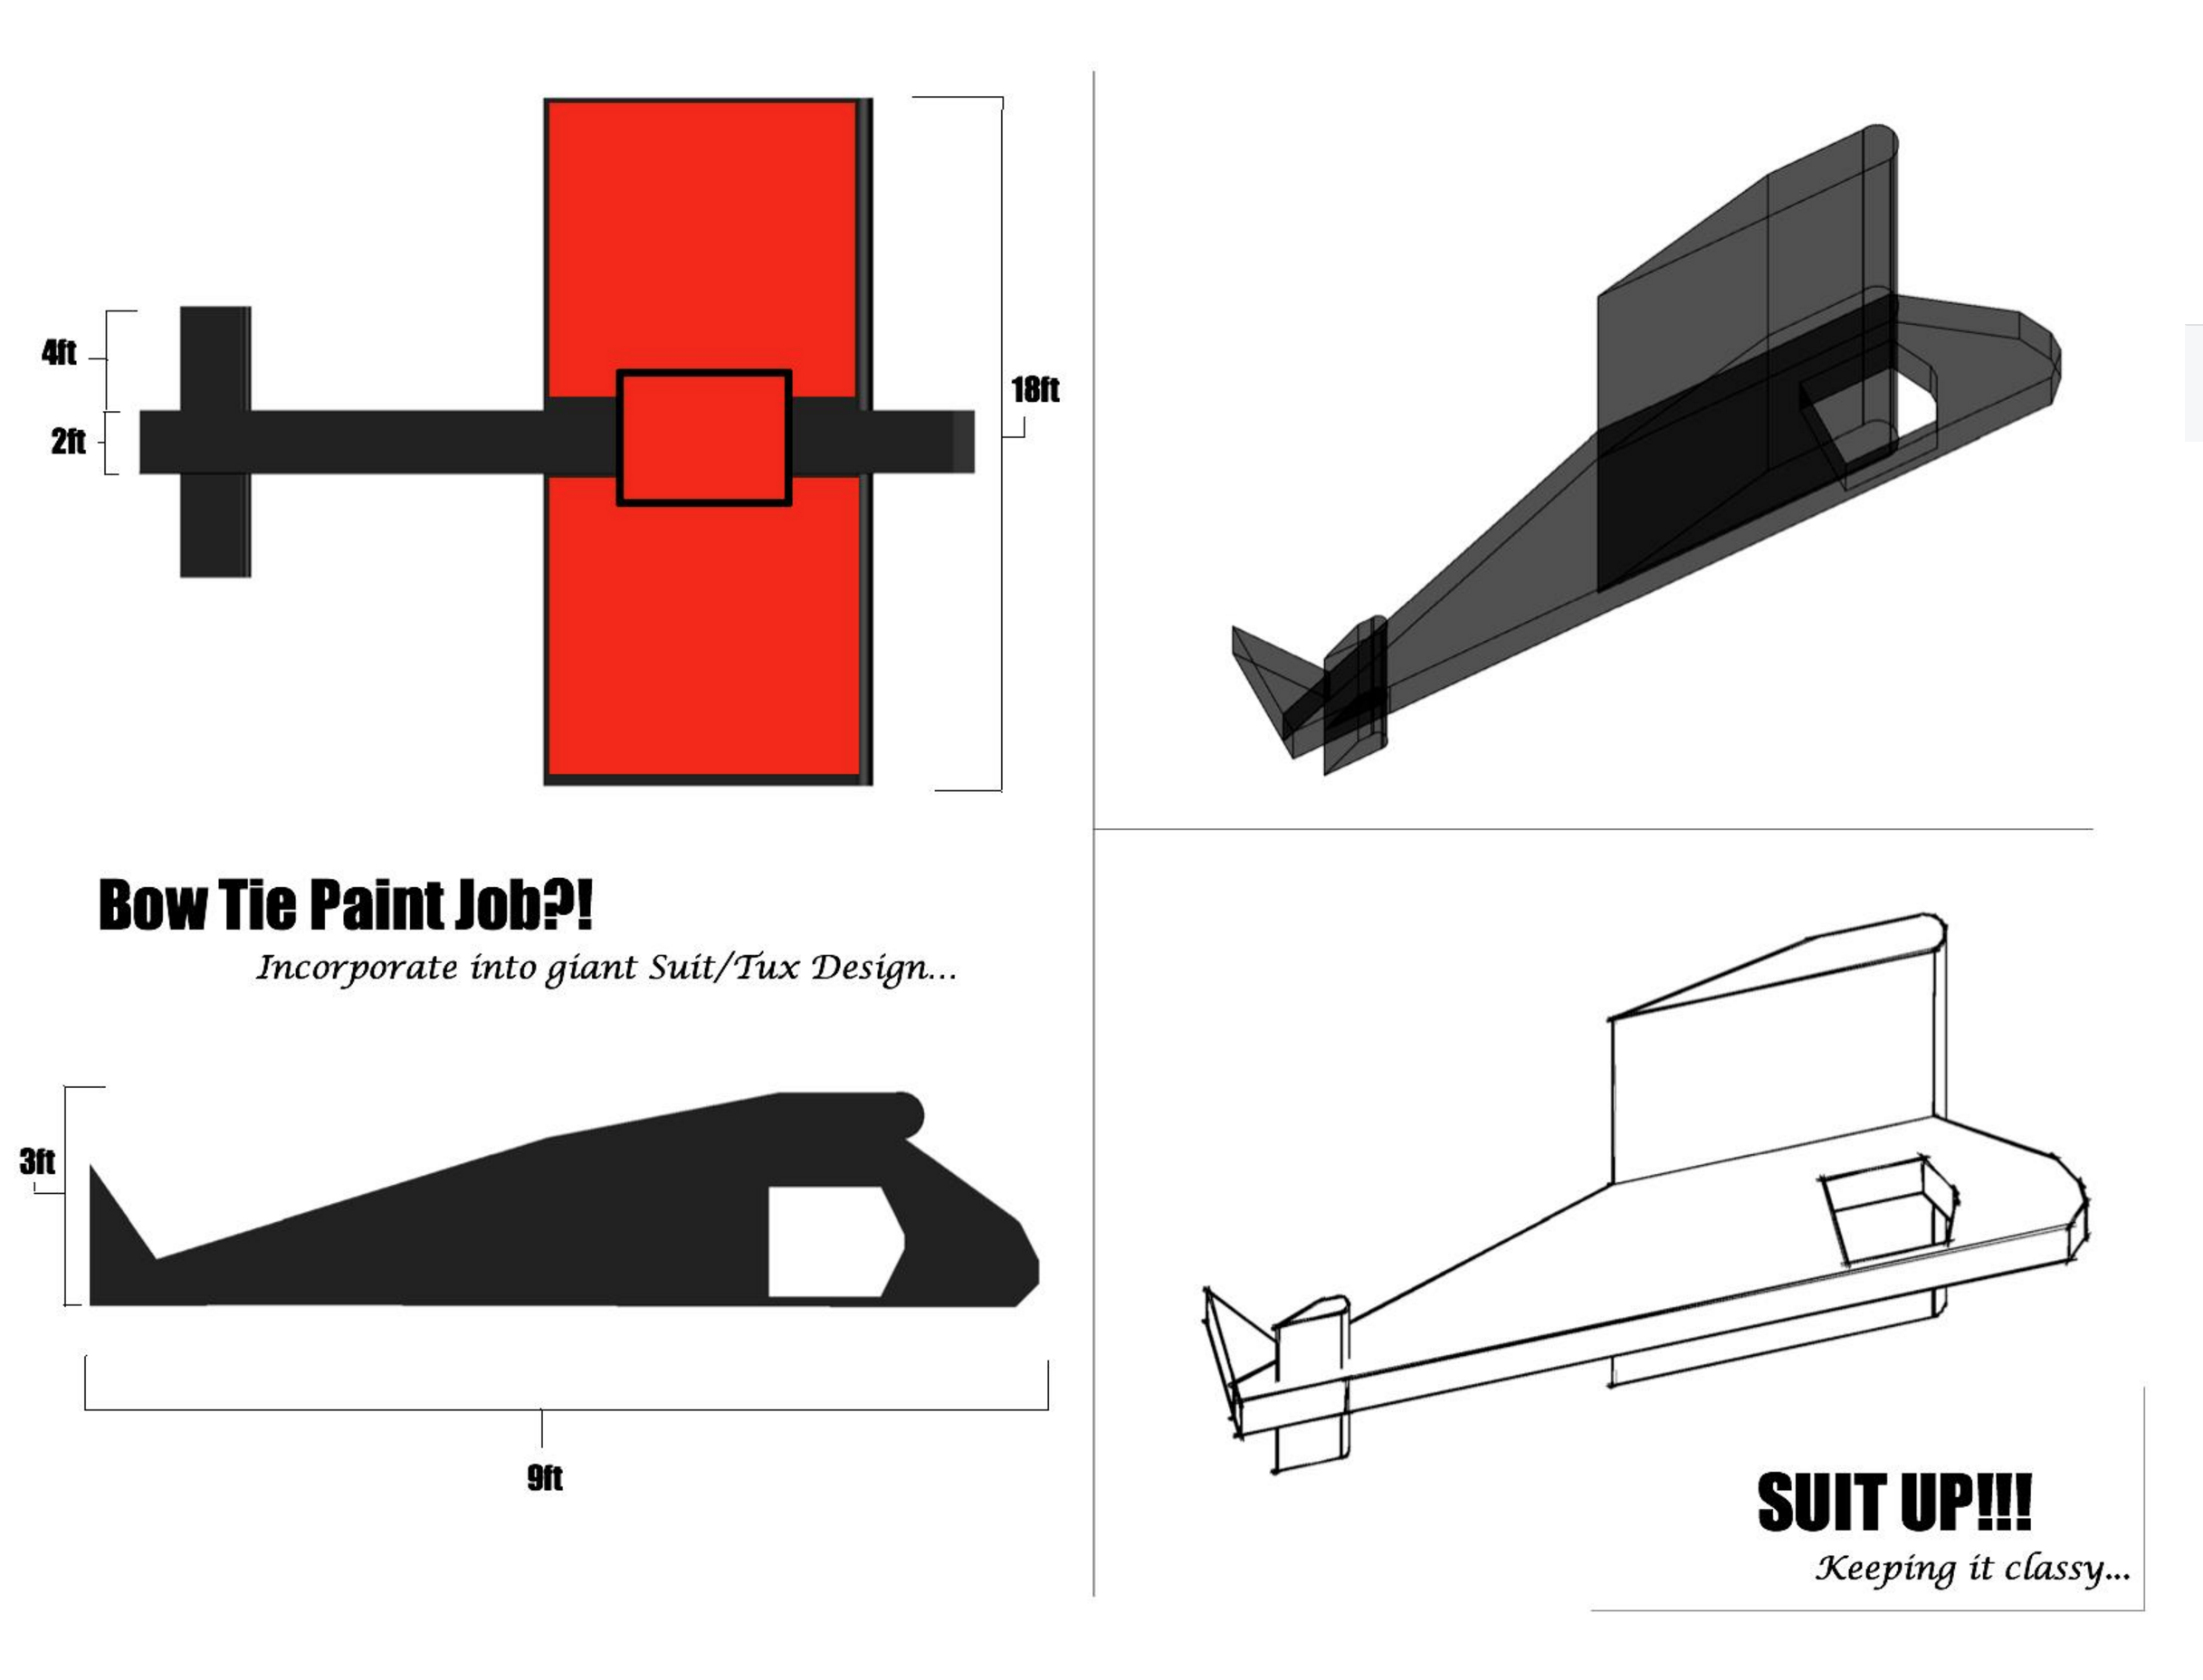 4ft
2ft
18ft
Bow Tie Paint Job?!
Incorporate into giant Suit/Tux Design...
3ft
9ft
SUIT UP!!!
Keeping it classy...